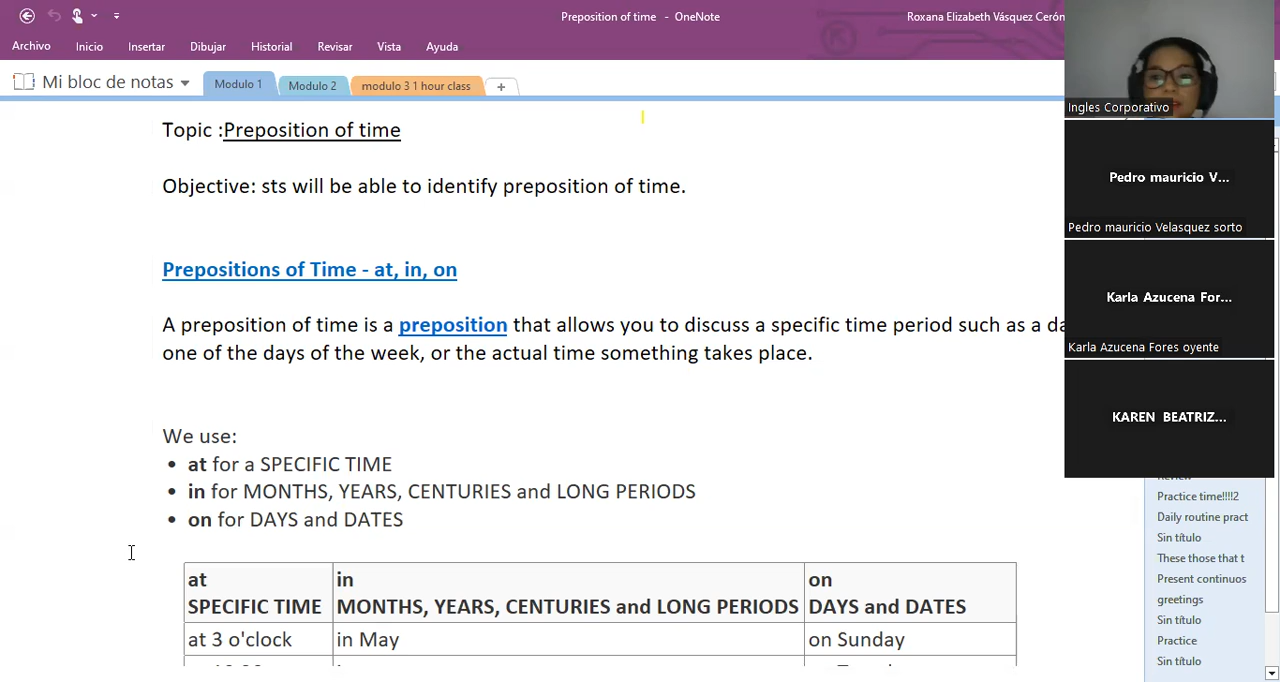 Preposition of time - OneNote
Roxana Elizabeth Vásquez Cerón
Archivo Inicio Insertar Dibujar Historial Revisar Vista Ayuda
Mi bloc de notas Modulo 1 Modulo 2 modulo 3 1 hour class +
Topic :Preposition of time
Objective: sts will be able to identify preposition of time.
Prepositions of Time - at, in, on
A preposition of time is a preposition that allows you to discuss a specific time period such as a
one of the days of the week, or the actual time something takes place.
We use:
• at for a SPECIFIC TIME
• in for MONTHS, YEARS, CENTURIES and LONG PERIODS
• on for DAYS and DATES
at in on
SPECIFIC TIME MONTHS, YEARS, CENTURIES and LONG PERIODS DAYS and DATES
at 3 o'clock in May on Sunday
Ingles Corporativo
Pedro mauricio V...
Pedro mauricio Velasquez sorto
Karla Azucena For...
Karla Azucena Fores oyente
KAREN BEATRIZ...
Practice time!!!!2
Daily routine pract
Sin título
These those that t
Present continuos
greetings
Sin título
Practice
Sin título